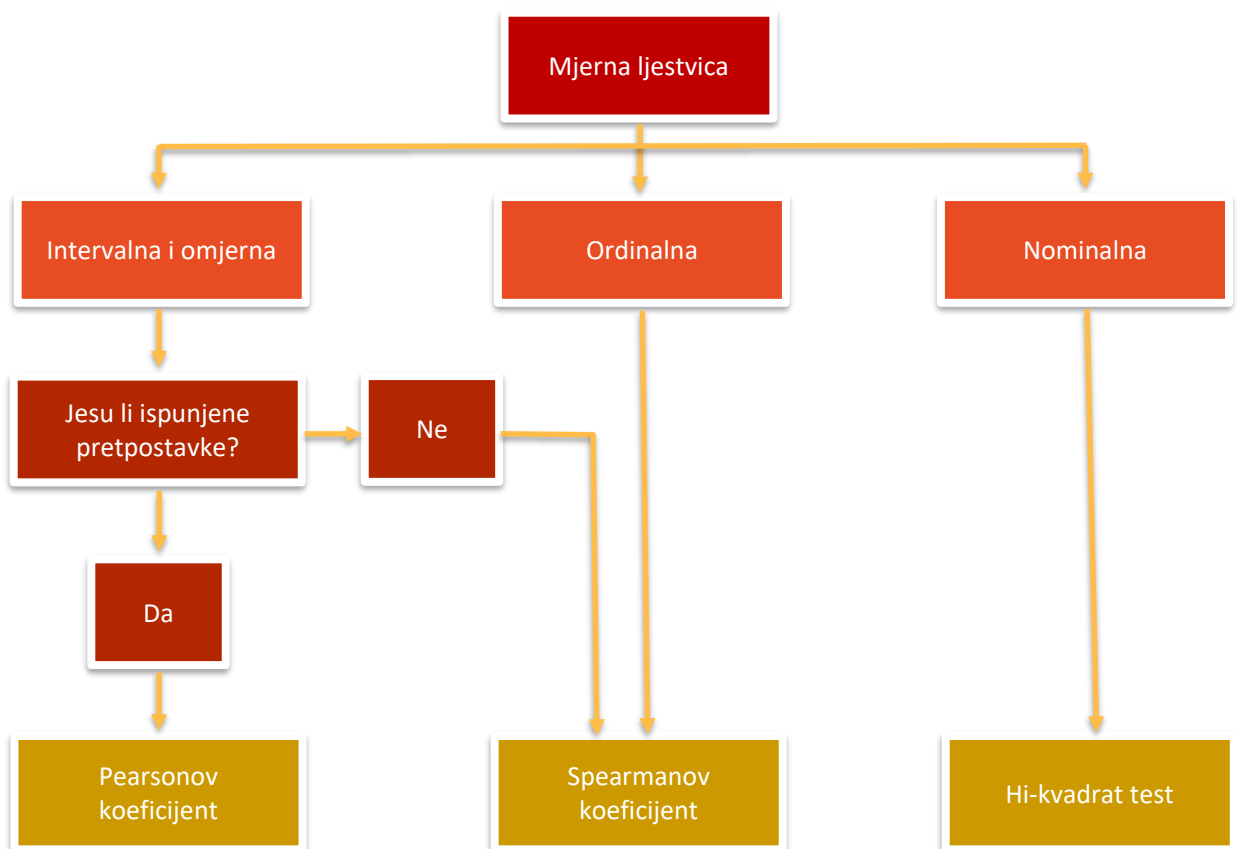 Mjerna ljestvica
Intervalna i omjerna
Ordinalna
Nominalna
Jesu li ispunjene
pretpostavke?
Ne
Da
Pearsonov
koeficijent
Spearmanov
koeficijent
Hi-kvadrat test